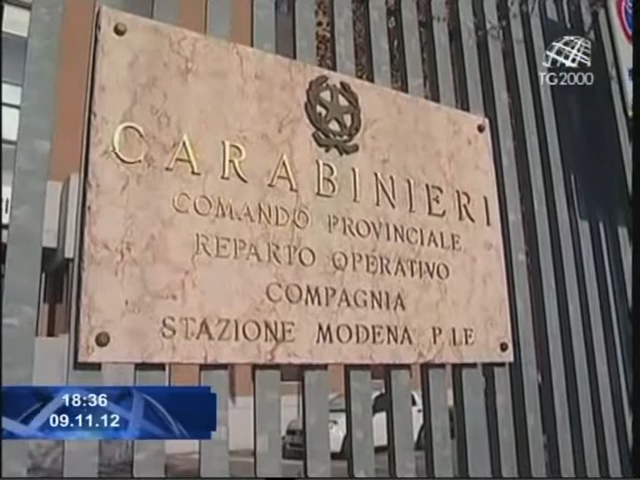 TG2000
CARABINIERI
COMANDO PROVINCIALE
REPARTO OPERATIVO
COMPAGNIA
STAZIONE MODENA P.LE
18:36
09.11.12